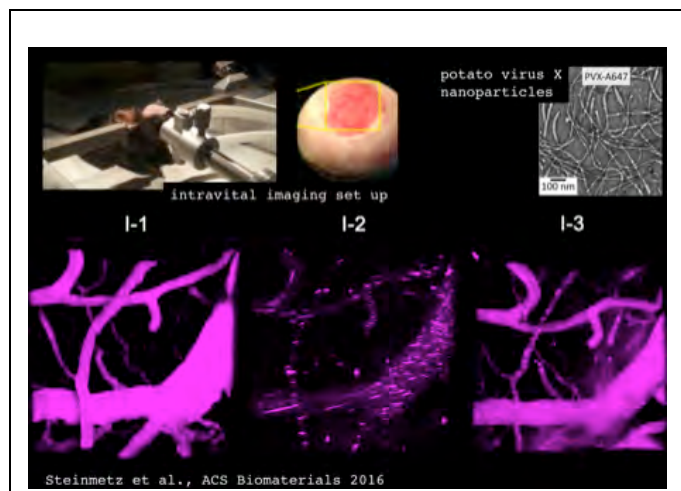 potato virus X
nanoparticles
PVX-A647
100 nm
intravital imaging set up
I-1
I-2
I-3
Steinmetz et al., ACS Biomaterials 2016